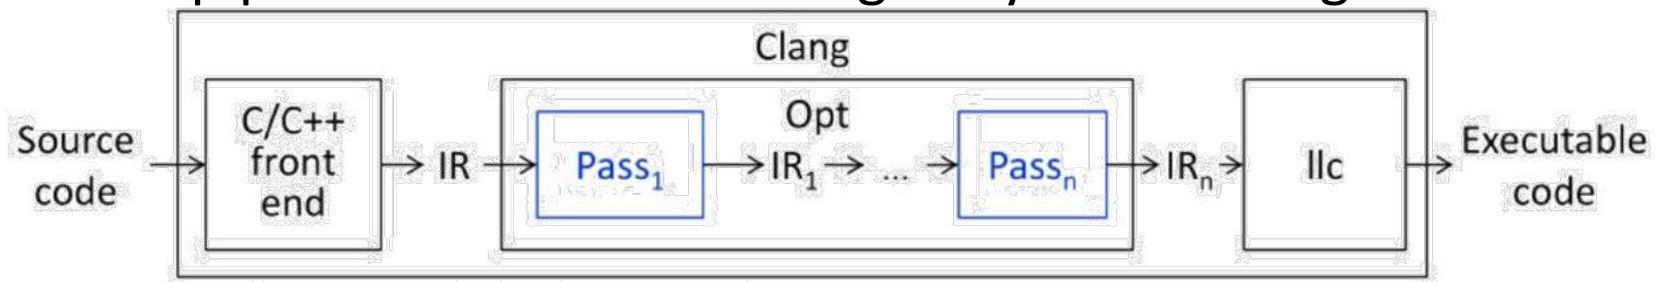 Clang
Source
code
C/C++
front
end
IR
Opt
Pass₁
IR₁
...
Passₙ
IRₙ
llc
Executable
code